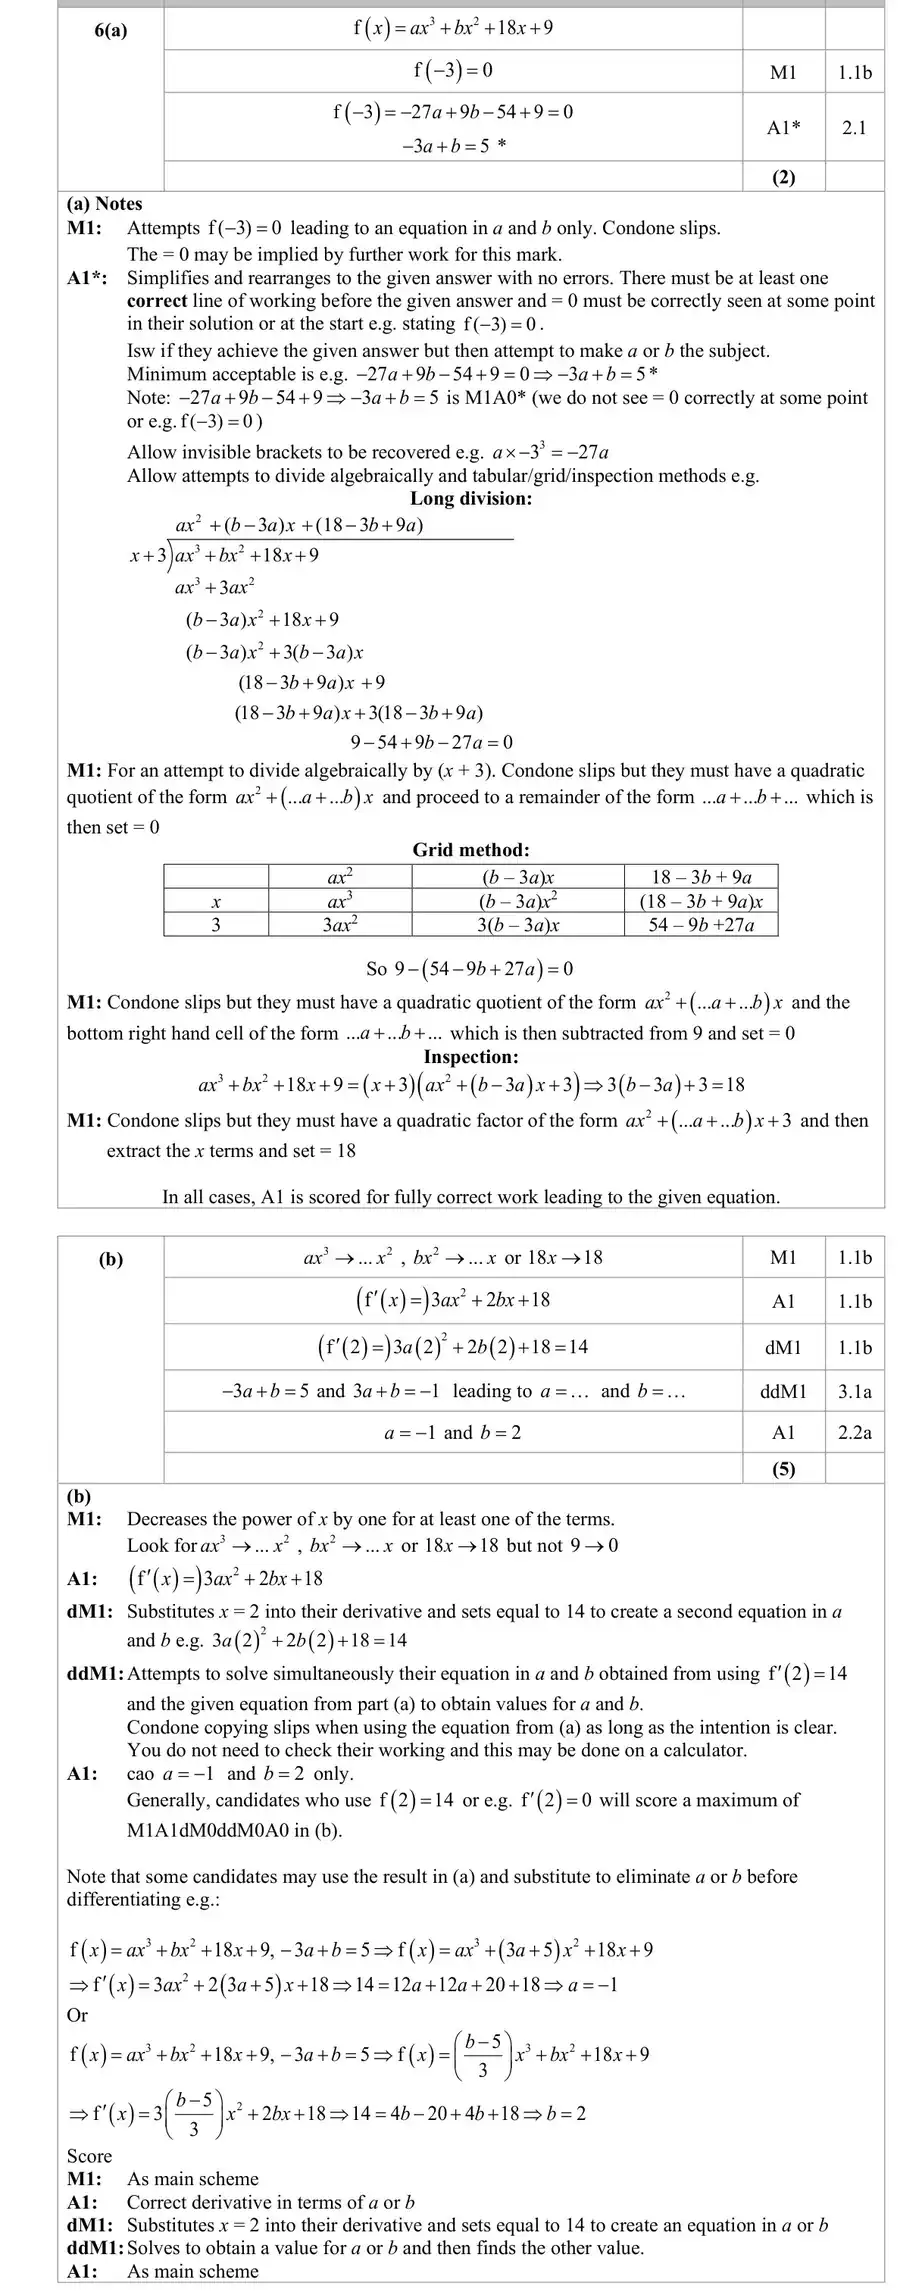 6(a) f(x) = ax³ + bx² + 18x + 9
f(−3) = 0 M1 1.1b
f(−3) = −27a + 9b − 54 + 9 = 0
−3a + b = 5 * A1* 2.1
(2)
(a) Notes
M1: Attempts f(−3) = 0 leading to an equation in a and b only. Condone slips.
The = 0 may be implied by further work for this mark.
A1*: Simplifies and rearranges to the given answer with no errors. There must be at least one
correct line of working before the given answer and = 0 must be correctly seen at some point
in their solution or at the start e.g. stating f(−3) = 0.
Isw if they achieve the given answer but then attempt to make a or b the subject.
Minimum acceptable is e.g. −27a + 9b − 54 + 9 = 0 ⇒ −3a + b = 5 *
Note: −27a + 9b − 54 + 9 ⇒ −3a + b = 5 is M1A0* (we do not see = 0 correctly at some point
or e.g. f(−3) = 0)
Allow invisible brackets to be recovered e.g. a × −3³ = −27a
Allow attempts to divide algebraically and tabular/grid/inspection methods e.g.
Long division:
ax² + (b − 3a)x + (18 − 3b + 9a)
x + 3)ax³ + bx² + 18x + 9
ax³ + 3ax²
(b − 3a)x² + 18x + 9
(b − 3a)x² + 3(b − 3a)x
(18 − 3b + 9a)x + 9
(18 − 3b + 9a)x + 3(18 − 3b + 9a)
9 − 54 + 9b − 27a = 0
M1: For an attempt to divide algebraically by (x + 3). Condone slips but they must have a quadratic
quotient of the form ax² + (...a + ...b)x and proceed to a remainder of the form ...a + ...b + ... which is
then set = 0
Grid method:
ax² (b – 3a)x 18 – 3b + 9a
x ax³ (b – 3a)x² (18 – 3b + 9a)x
3 3ax² 3(b – 3a)x 54 – 9b +27a
So 9 − (54 − 9b + 27a) = 0
M1: Condone slips but they must have a quadratic quotient of the form ax² + (...a + ...b)x and the
bottom right hand cell of the form ...a + ...b + ... which is then subtracted from 9 and set = 0
Inspection:
ax³ + bx² + 18x + 9 = (x + 3)(ax² + (b − 3a)x + 3) ⇒ 3(b − 3a) + 3 = 18
M1: Condone slips but they must have a quadratic factor of the form ax² + (...a + ...b)x + 3 and then
extract the x terms and set = 18
In all cases, A1 is scored for fully correct work leading to the given equation.
(b) ax³ → ...x² , bx² → ...x or 18x → 18 M1 1.1b
(f′(x) =)3ax² + 2bx + 18 A1 1.1b
(f′(2) =)3a(2)² + 2b(2) + 18 = 14 dM1 1.1b
−3a + b = 5 and 3a + b = −1 leading to a = ... and b = ... ddM1 3.1a
a = −1 and b = 2 A1 2.2a
(5)
(b)
M1: Decreases the power of x by one for at least one of the terms.
Look for ax³ → ...x² , bx² → ...x or 18x → 18 but not 9 → 0
A1: (f′(x) =)3ax² + 2bx + 18
dM1: Substitutes x = 2 into their derivative and sets equal to 14 to create a second equation in a
and b e.g. 3a(2)² + 2b(2) + 18 = 14
ddM1: Attempts to solve simultaneously their equation in a and b obtained from using f′(2) = 14
and the given equation from part (a) to obtain values for a and b.
Condone copying slips when using the equation from (a) as long as the intention is clear.
You do not need to check their working and this may be done on a calculator.
A1: cao a = −1 and b = 2 only.
Generally, candidates who use f(2) = 14 or e.g. f′(2) = 0 will score a maximum of
M1A1dM0ddM0A0 in (b).
Note that some candidates may use the result in (a) and substitute to eliminate a or b before
differentiating e.g.:
f(x) = ax³ + bx² + 18x + 9, −3a + b = 5 ⇒ f(x) = ax³ + (3a + 5)x² + 18x + 9
⇒ f′(x) = 3ax² + 2(3a + 5)x + 18 ⇒ 14 = 12a + 12a + 20 + 18 ⇒ a = −1
Or
f(x) = ax³ + bx² + 18x + 9, −3a + b = 5 ⇒ f(x) = ((b − 5)/3)x³ + bx² + 18x + 9
⇒ f′(x) = 3((b − 5)/3)x² + 2bx + 18 ⇒ 14 = 4b − 20 + 4b + 18 ⇒ b = 2
Score
M1: As main scheme
A1: Correct derivative in terms of a or b
dM1: Substitutes x = 2 into their derivative and sets equal to 14 to create an equation in a or b
ddM1: Solves to obtain a value for a or b and then finds the other value.
A1: As main scheme